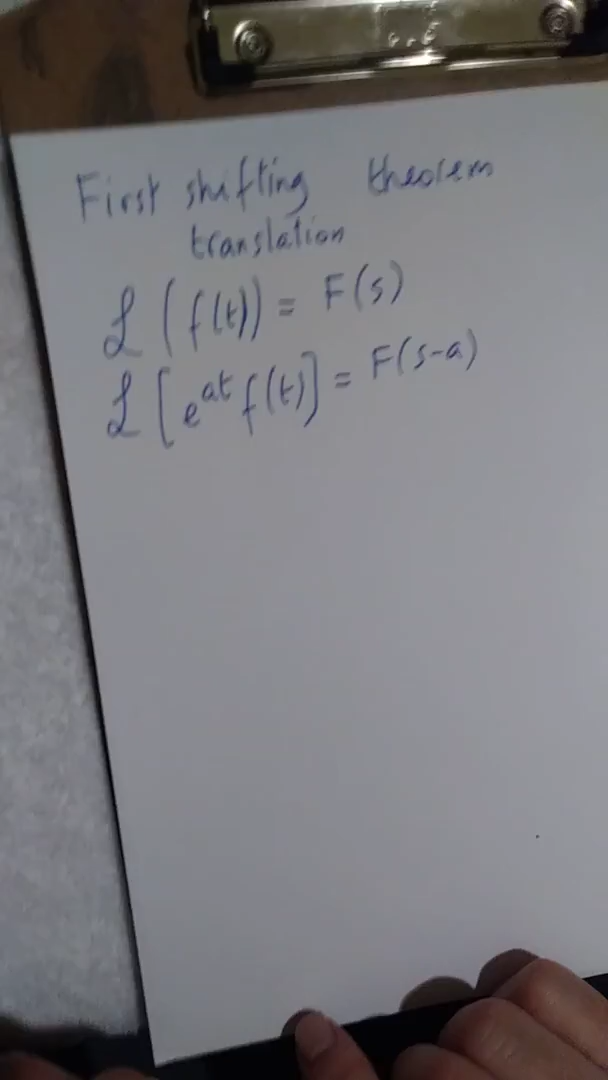 First shifting theorem
translation
ℒ (f(t)) = F(s)
ℒ [e^{at} f(t)] = F(s-a)